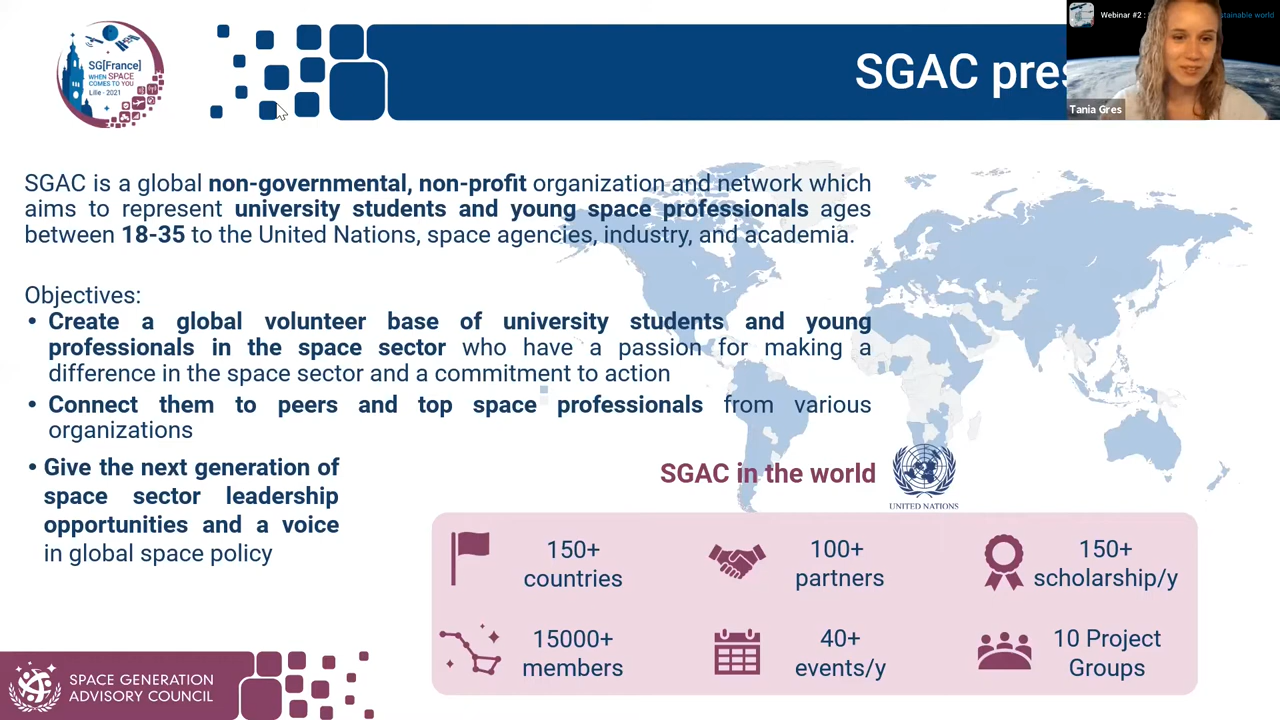 SG[France]
WHEN SPACE
COMES TO YOU
Lille - 2021
SGAC pres
Webinar #2 :
stainable world
Tania Gres
SGAC is a global non-governmental, non-profit organization and network which
aims to represent university students and young space professionals ages
between 18-35 to the United Nations, space agencies, industry, and academia.
Objectives:
• Create a global volunteer base of university students and young
professionals in the space sector who have a passion for making a
difference in the space sector and a commitment to action
• Connect them to peers and top space professionals from various
organizations
• Give the next generation of
space sector leadership
opportunities and a voice
in global space policy
SGAC in the world
UNITED NATIONS
150+
countries
100+
partners
150+
scholarship/y
15000+
members
40+
events/y
10 Project
Groups
SPACE GENERATION
ADVISORY COUNCIL